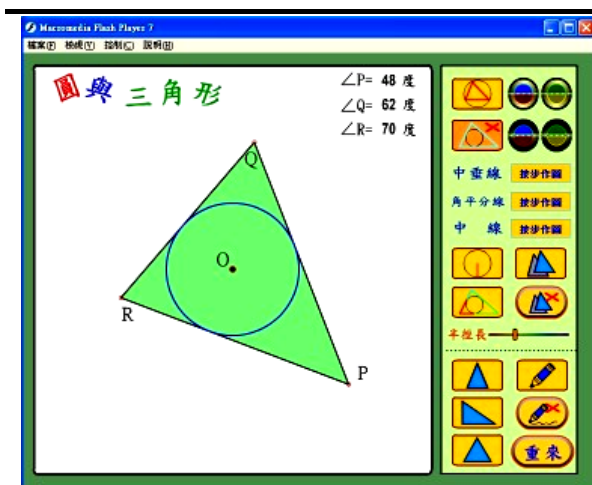 Macromedia Flash Player 7
檔案(F) 檢視(V) 控制(C) 說明(H)
圓與三角形
∠P= 48 度
∠Q= 62 度
∠R= 70 度
Q
O
R
P
中垂線 按步作圖
角平分線 按步作圖
中 線 按步作圖
半徑長
重來